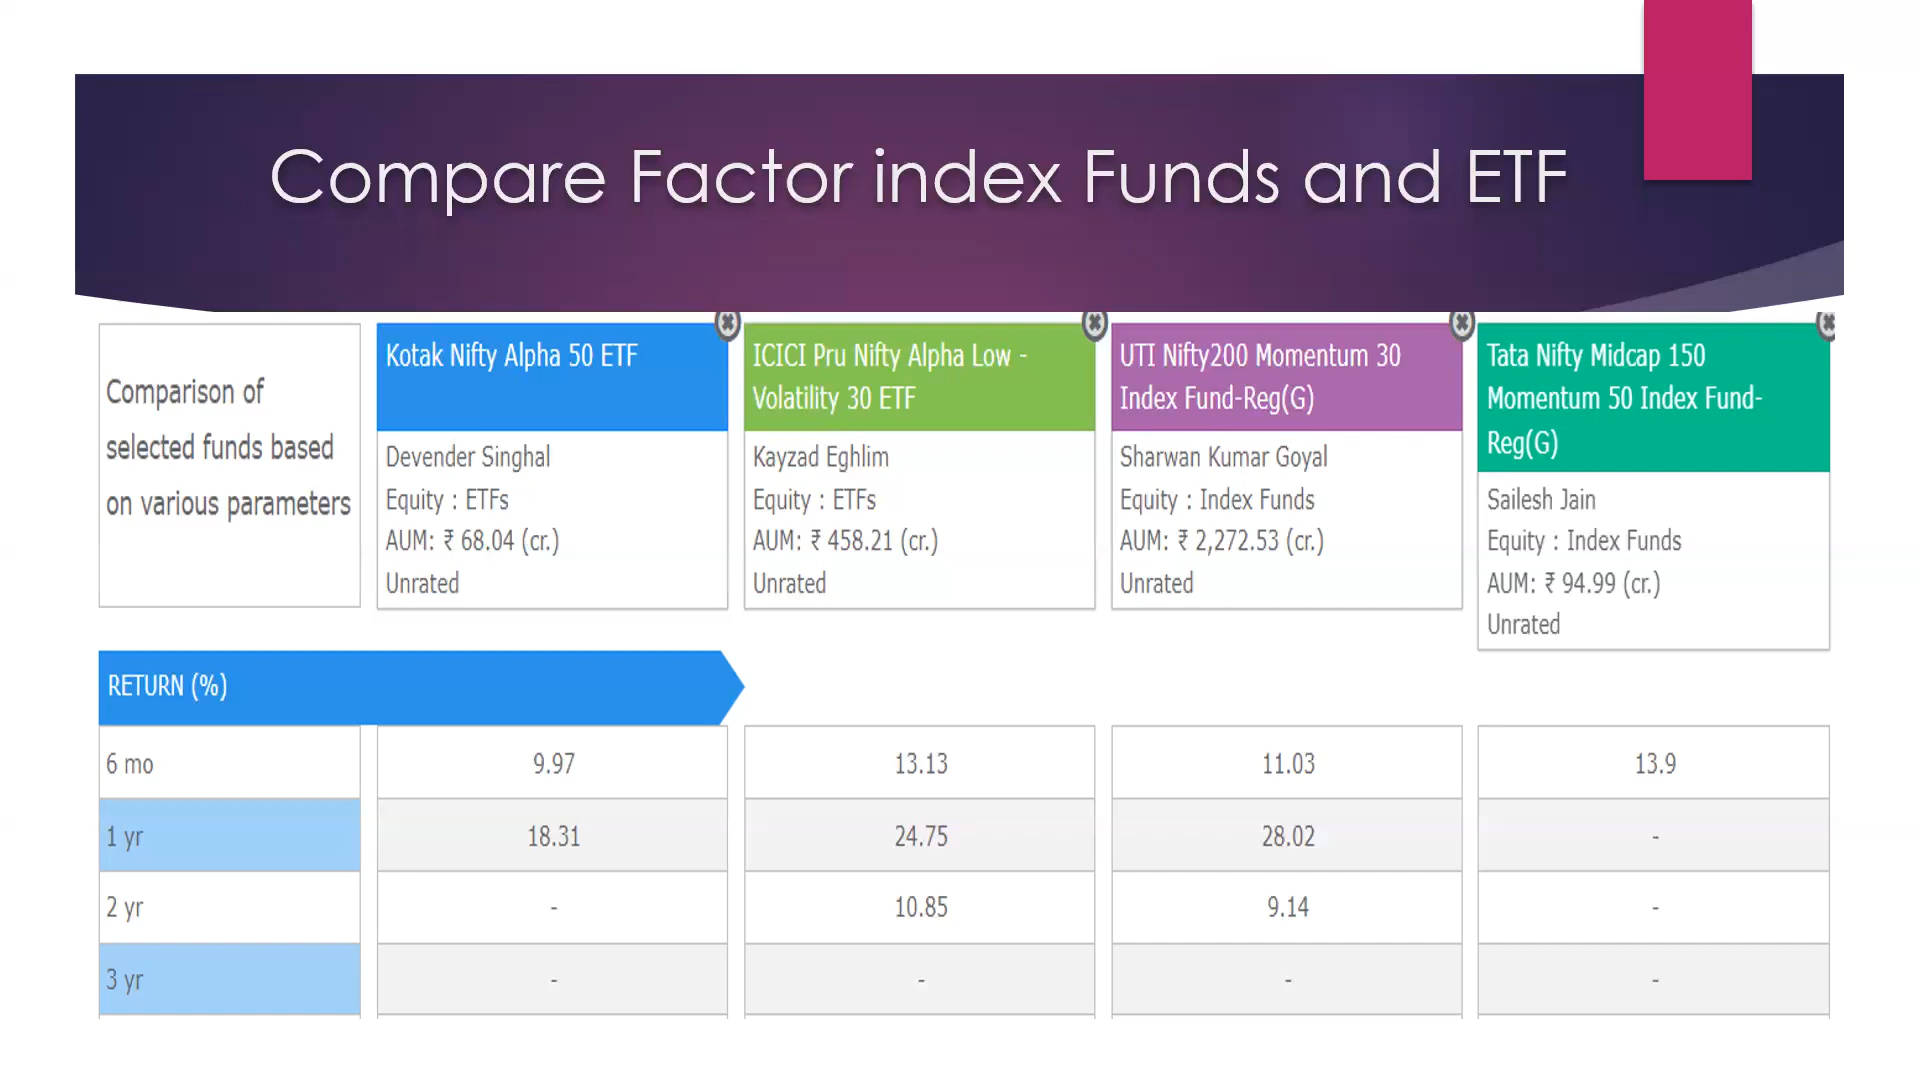 Compare Factor index Funds and ETF
Comparison of
selected funds based
on various parameters
Kotak Nifty Alpha 50 ETF
Devender Singhal
Equity : ETFs
AUM: ₹ 68.04 (cr.)
Unrated
ICICI Pru Nifty Alpha Low -
Volatility 30 ETF
Kayzad Eghlim
Equity : ETFs
AUM: ₹ 458.21 (cr.)
Unrated
UTI Nifty200 Momentum 30
Index Fund-Reg(G)
Sharwan Kumar Goyal
Equity : Index Funds
AUM: ₹ 2,272.53 (cr.)
Unrated
Tata Nifty Midcap 150
Momentum 50 Index Fund-
Reg(G)
Sailesh Jain
Equity : Index Funds
AUM: ₹ 94.99 (cr.)
Unrated
RETURN (%)
6 mo 9.97 13.13 11.03 13.9
1 yr 18.31 24.75 28.02 -
2 yr - 10.85 9.14 -
3 yr - - - -